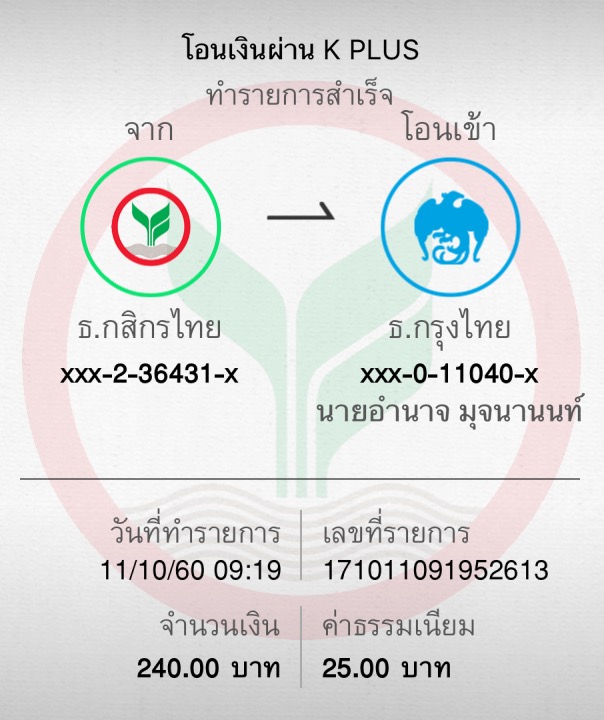 โอนเงินผ่าน K PLUS
ทำรายการสำเร็จ
จาก
โอนเข้า
ธ.กสิกรไทย
ธ.กรุงไทย
xxx-2-36431-x
xxx-0-11040-x
นายอำนาจ มุจนานนท์
วันที่ทำรายการ
เลขที่รายการ
11/10/60 09:19
171011091952613
จำนวนเงิน
ค่าธรรมเนียม
240.00 บาท
25.00 บาท